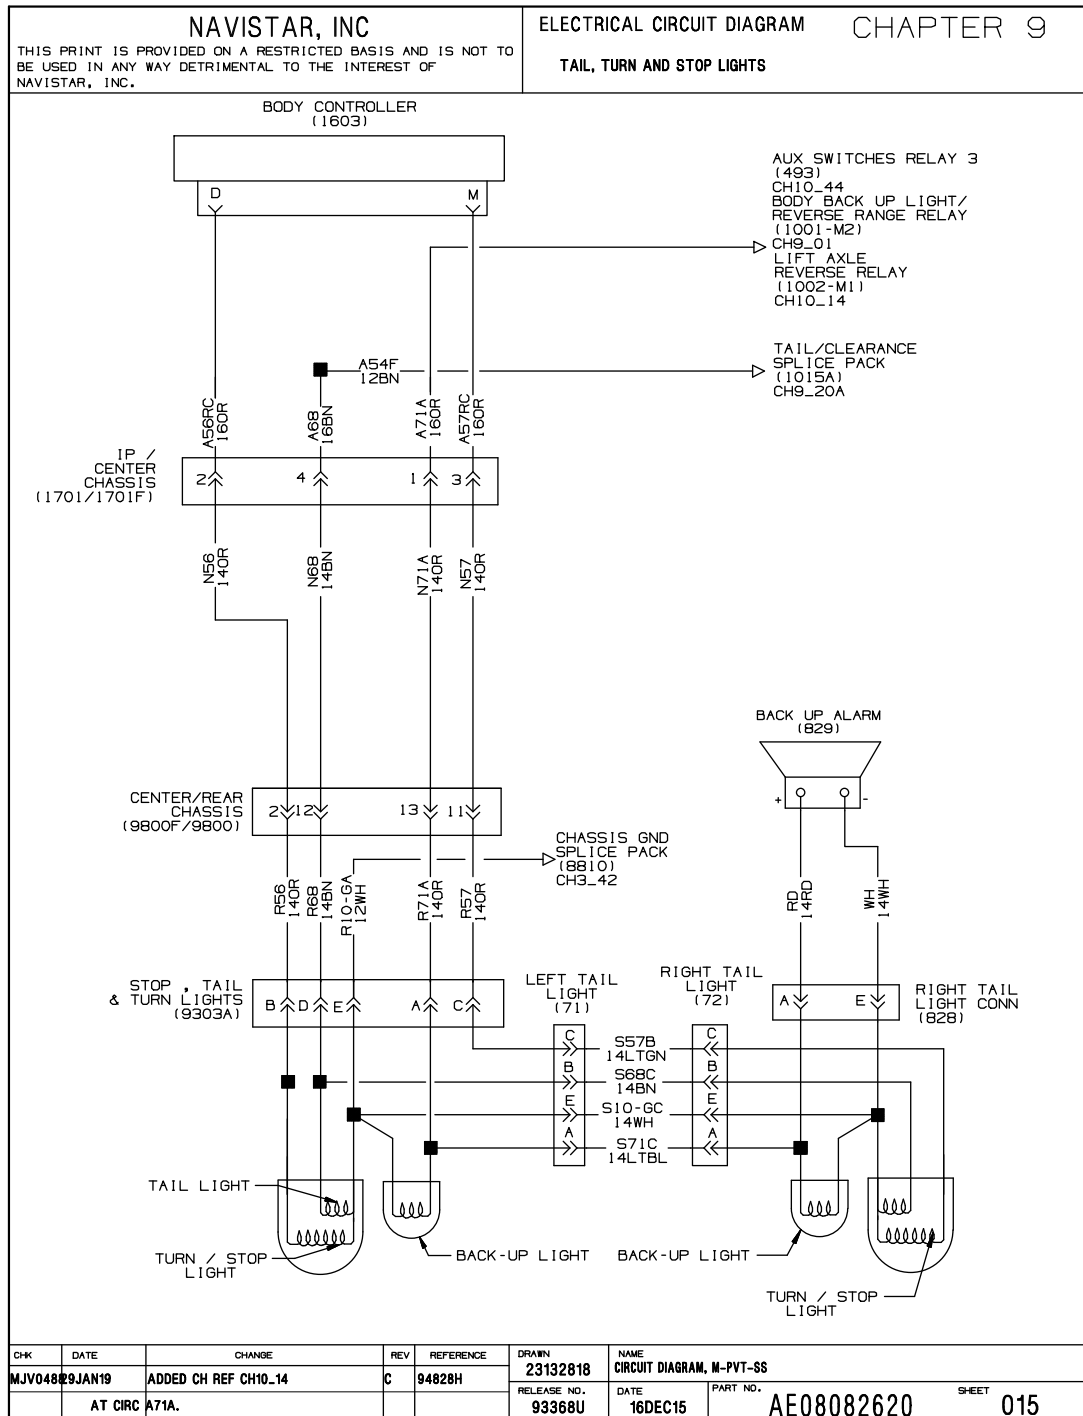 NAVISTAR, INC
THIS PRINT IS PROVIDED ON A RESTRICTED BASIS AND IS NOT TO
BE USED IN ANY WAY DETRIMENTAL TO THE INTEREST OF
NAVISTAR, INC.
ELECTRICAL CIRCUIT DIAGRAM
CHAPTER 9
TAIL, TURN AND STOP LIGHTS
BODY CONTROLLER
(1603)
D
M
AUX SWITCHES RELAY 3
(493)
CH10_44
BODY BACK UP LIGHT/
REVERSE RANGE RELAY
(1001-M2)
CH9_01
LIFT AXLE
REVERSE RELAY
(1002-M1)
CH10_14
A54F
12BN
TAIL/CLEARANCE
SPLICE PACK
(1015A)
CH9_20A
A56RC
16OR
A68
16BN
A71A
16OR
A57RC
16OR
IP /
CENTER
CHASSIS
(1701/1701F)
2
4
1
3
N56
14OR
N68
14BN
N71A
14OR
N57
14OR
BACK UP ALARM
(829)
+
-
CENTER/REAR
CHASSIS
(9800F/9800)
2
12
13
11
CHASSIS GND
SPLICE PACK
(8810)
CH3_42
R56
14OR
R68
14BN
R10-GA
12WH
R71A
14OR
R57
14OR
RD
14RD
WH
14WH
STOP , TAIL
& TURN LIGHTS
(9303A)
B
D
E
A
C
LEFT TAIL
LIGHT
(71)
RIGHT TAIL
LIGHT
(72)
A
E
RIGHT TAIL
LIGHT CONN
(828)
C
S57B
14LTGN
C
B
S68C
14BN
B
E
S10-GC
14WH
E
A
S71C
14LTBL
A
TAIL LIGHT
TURN / STOP
LIGHT
BACK-UP LIGHT
BACK-UP LIGHT
TURN / STOP
LIGHT
CHK
DATE
CHANGE
REV
REFERENCE
DRAWN
23132818
NAME
CIRCUIT DIAGRAM, M-PVT-SS
29JAN19
ADDED CH REF CH10_14
C
94828H
AT CIRC A71A.
RELEASE NO.
93368U
DATE
16DEC15
PART NO.
AE08082620
SHEET
015